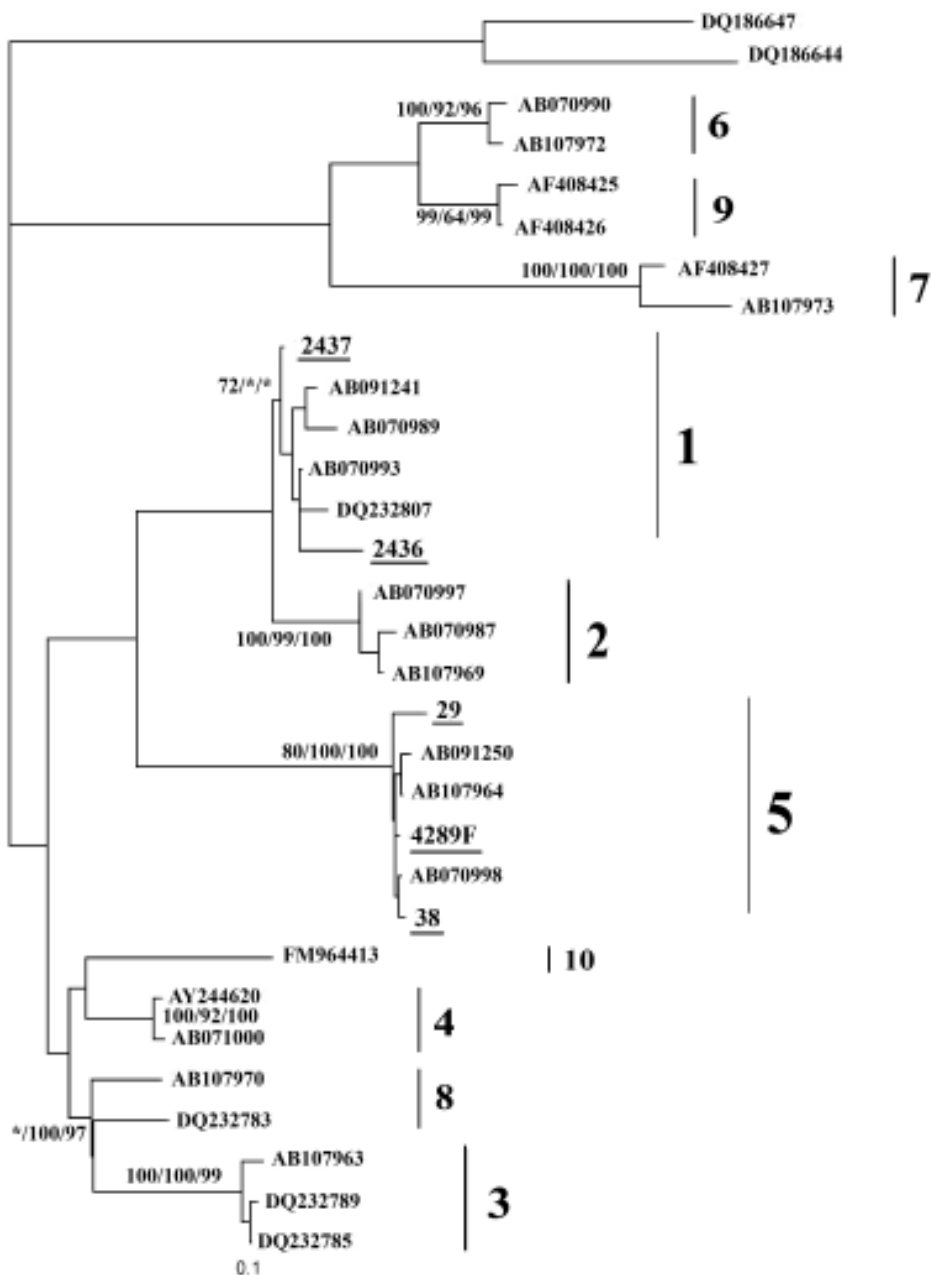 DQ186647
DQ186644
100/92/96
AB070990
6
AB107972
AF408425
9
99/64/99
AF408426
100/100/100
AF408427
7
AB107973
2437
72/*/*
AB091241
AB070989
1
AB070993
DQ232807
2436
AB070997
100/99/100
AB070987
2
AB107969
29
80/100/100
AB091250
AB107964
5
4289F
AB070998
38
FM964413
10
AY244620
100/92/100
4
AB071000
AB107970
8
DQ232783
*/100/97
AB107963
100/100/99
DQ232789
3
DQ232785
0.1